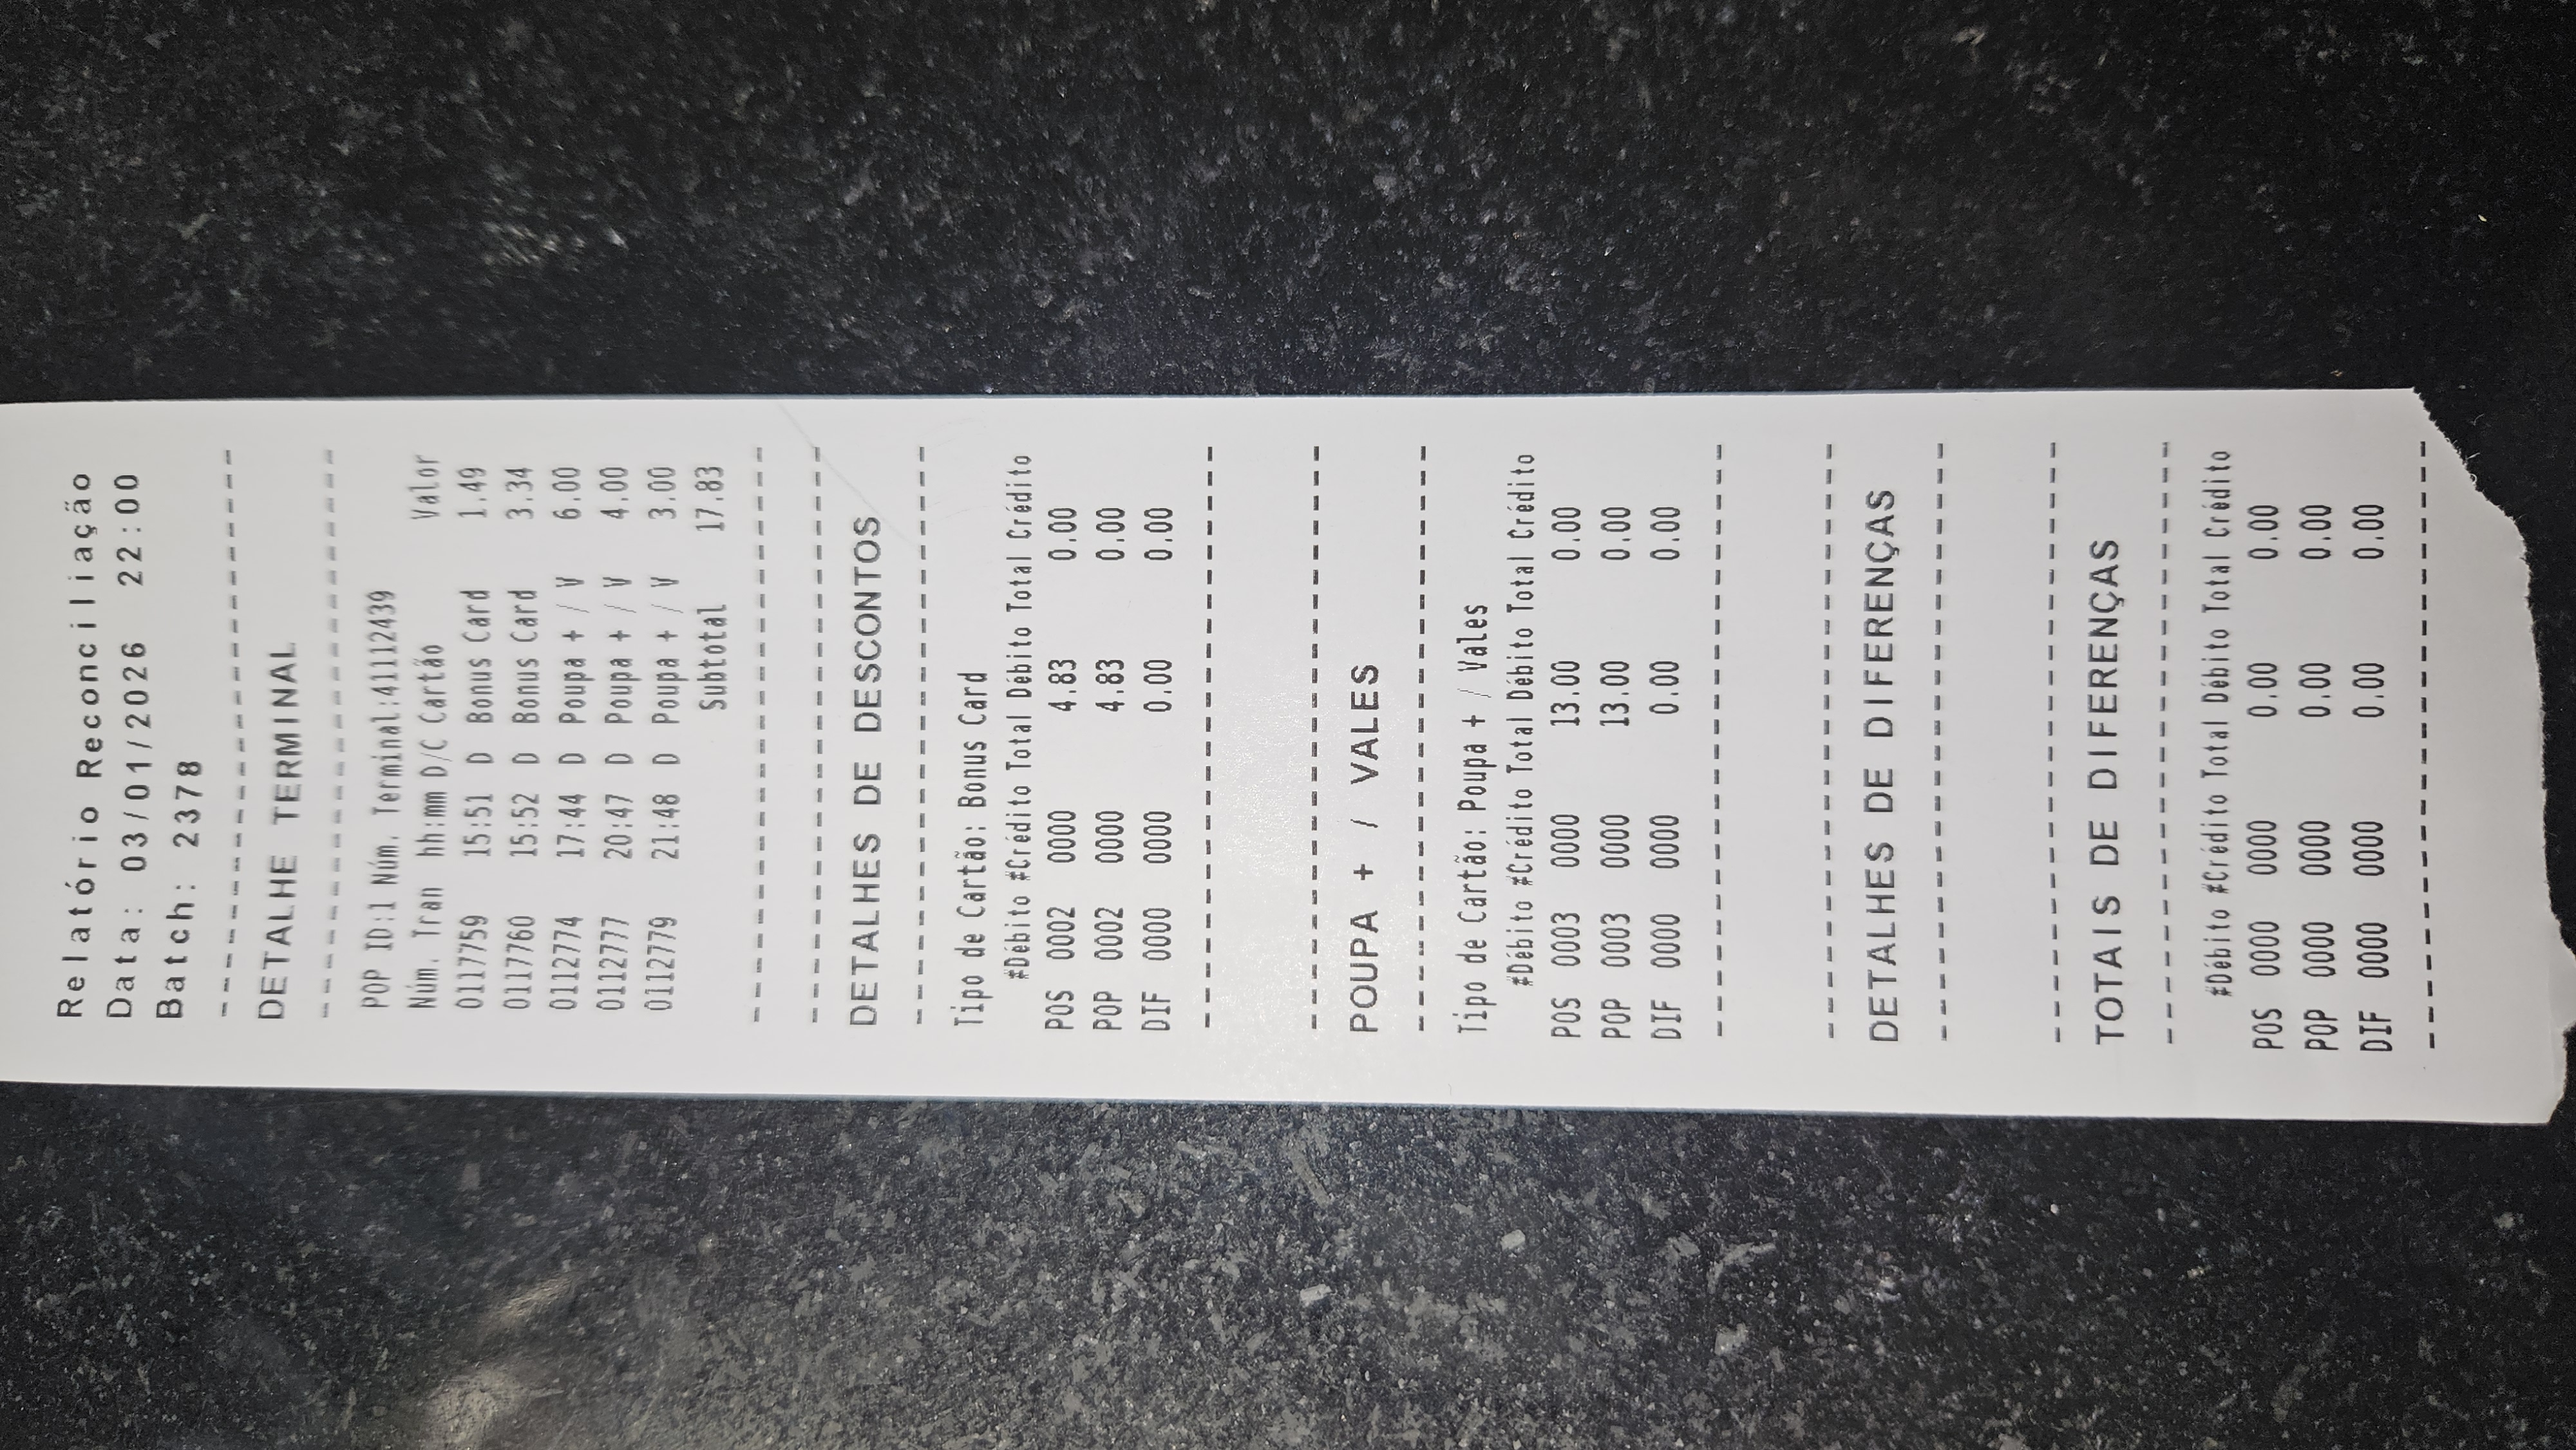 Relatório Reconciliação
Data: 03/01/2026 22:00
Batch: 2378
------------------------
DETALHE TERMINAL
------------------------
POP ID:1 Núm. Terminal:41112439
Núm. Tran hh:mm D/C Cartão Valor
0117759 15:51 D Bonus Card 1.49
0117760 15:52 D Bonus Card 3.34
0112774 17:44 D Poupa + / V 6.00
0112777 20:47 D Poupa + / V 4.00
0112779 21:48 D Poupa + / V 3.00
Subtotal 17.83
------------------------
------------------------
DETALHES DE DESCONTOS
------------------------
Tipo de Cartão: Bonus Card
#Débito #Crédito Total Débito Total Crédito
POS 0002 0000 4.83 0.00
POP 0002 0000 4.83 0.00
DIF 0000 0000 0.00 0.00
------------------------
------------------------
POUPA + / VALES
------------------------
Tipo de Cartão: Poupa + / Vales
#Débito #Crédito Total Débito Total Crédito
POS 0003 0000 13.00 0.00
POP 0003 0000 13.00 0.00
DIF 0000 0000 0.00 0.00
------------------------
------------------------
DETALHES DE DIFERENÇAS
------------------------
------------------------
TOTAIS DE DIFERENÇAS
------------------------
#Débito #Crédito Total Débito Total Crédito
POS 0000 0000 0.00 0.00
POP 0000 0000 0.00 0.00
DIF 0000 0000 0.00 0.00
------------------------